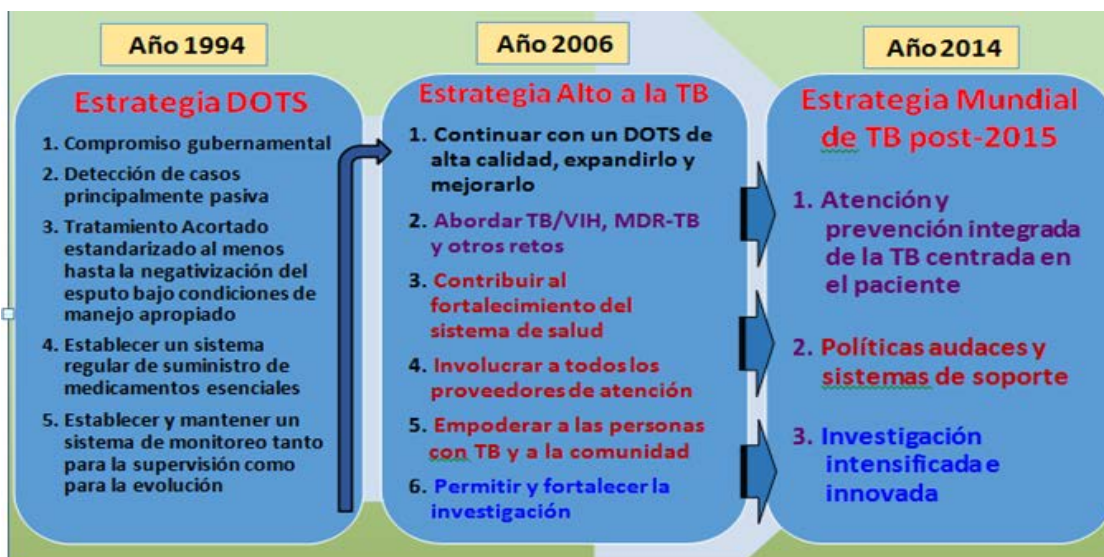 Año 1994
Estrategia DOTS
1. Compromiso gubernamental
2. Detección de casos
principalmente pasiva
3. Tratamiento Acortado
estandarizado al menos
hasta la negativización del
esputo bajo condiciones de
manejo apropiado
4. Establecer un sistema
regular de suministro de
medicamentos esenciales
5. Establecer y mantener un
sistema de monitoreo tanto
para la supervisión como
para la evolución
Año 2006
Estrategia Alto a la TB
1. Continuar con un DOTS de
alta calidad, expandirlo y
mejorarlo
2. Abordar TB/VIH, MDR-TB
y otros retos
3. Contribuir al
fortalecimiento del
sistema de salud
4. Involucrar a todos los
proveedores de atención
5. Empoderar a las personas
con TB y a la comunidad
6. Permitir y fortalecer la
investigación
Año 2014
Estrategia Mundial
de TB post-2015
1. Atención y
prevención integrada
de la TB centrada en
el paciente
2. Políticas audaces y
sistemas de soporte
3. Investigación
intensificada e
innovada